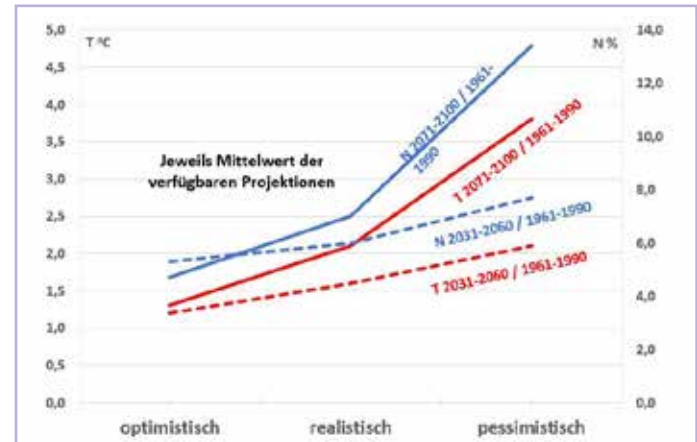 T °C
N %
5,0
4,5
4,0
3,5
3,0
2,5
2,0
1,5
1,0
0,5
0,0
14,0
12,0
10,0
8,0
6,0
4,0
2,0
0,0
Jeweils Mittelwert der
verfügbaren Projektionen
N 2071-2100 / 1961-
1990
T 2071-2100 / 1961-1990
N 2031-2060 / 1961-1990
T 2031-2060 / 1961-1990
optimistisch
realistisch
pessimistisch